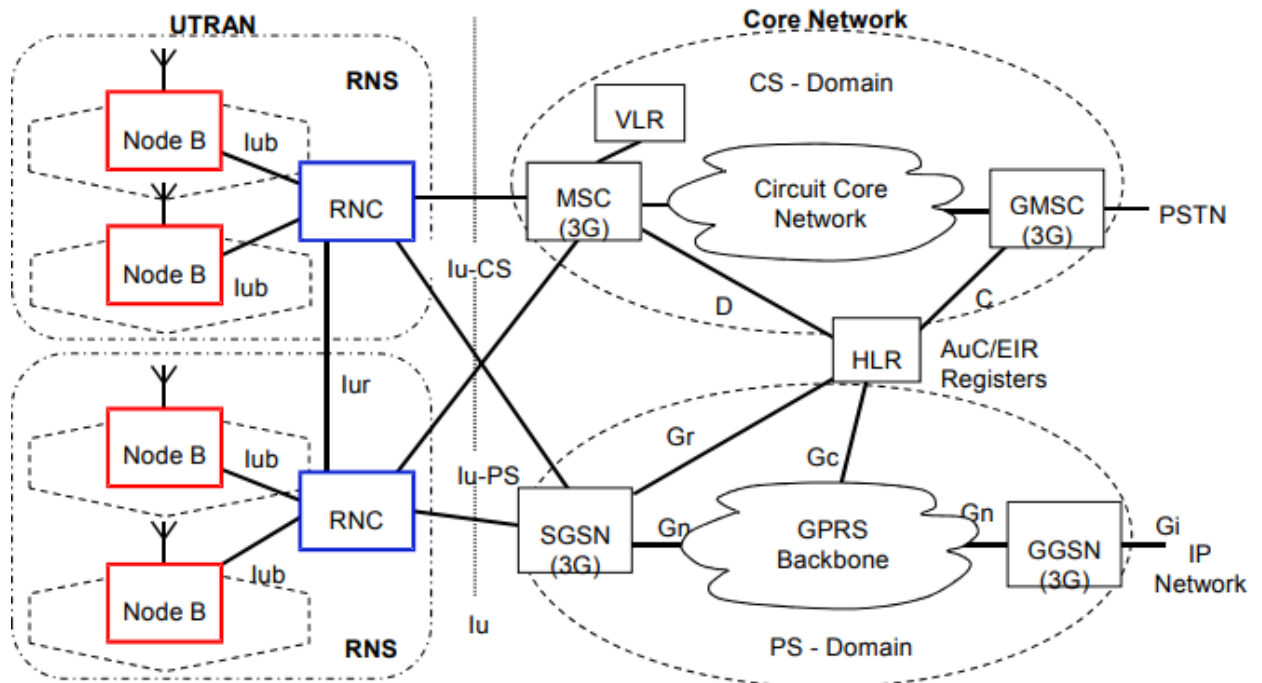 UTRAN
Core Network
RNS
CS - Domain
Node B
Iub
VLR
RNC
MSC
(3G)
Circuit Core
Network
GMSC
(3G)
PSTN
Node B
Iub
Iu-CS
D
C
HLR
AuC/EIR
Registers
Iur
Node B
Iub
Gr
Gc
Iu-PS
RNC
SGSN
(3G)
Gn
GPRS
Backbone
Gn
GGSN
(3G)
Gi
IP
Network
Node B
Iub
Iu
RNS
PS - Domain